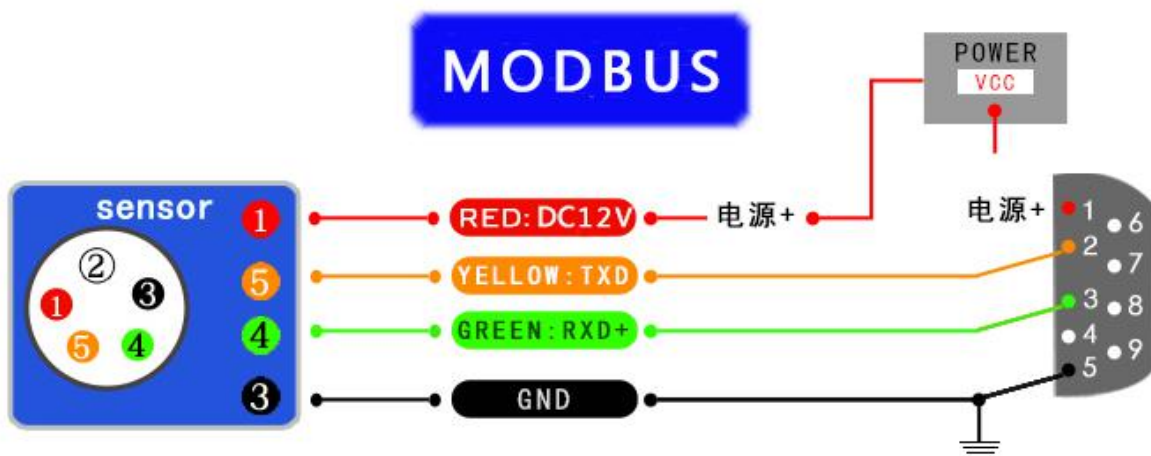 MODBUS
POWER
VCC
sensor
1
RED:DC12V
电源+
电源+
1
6
②
5
YELLOW:TXD
2
7
1
3
4
GREEN:RXD+
3
8
5
4
4
9
3
GND
5